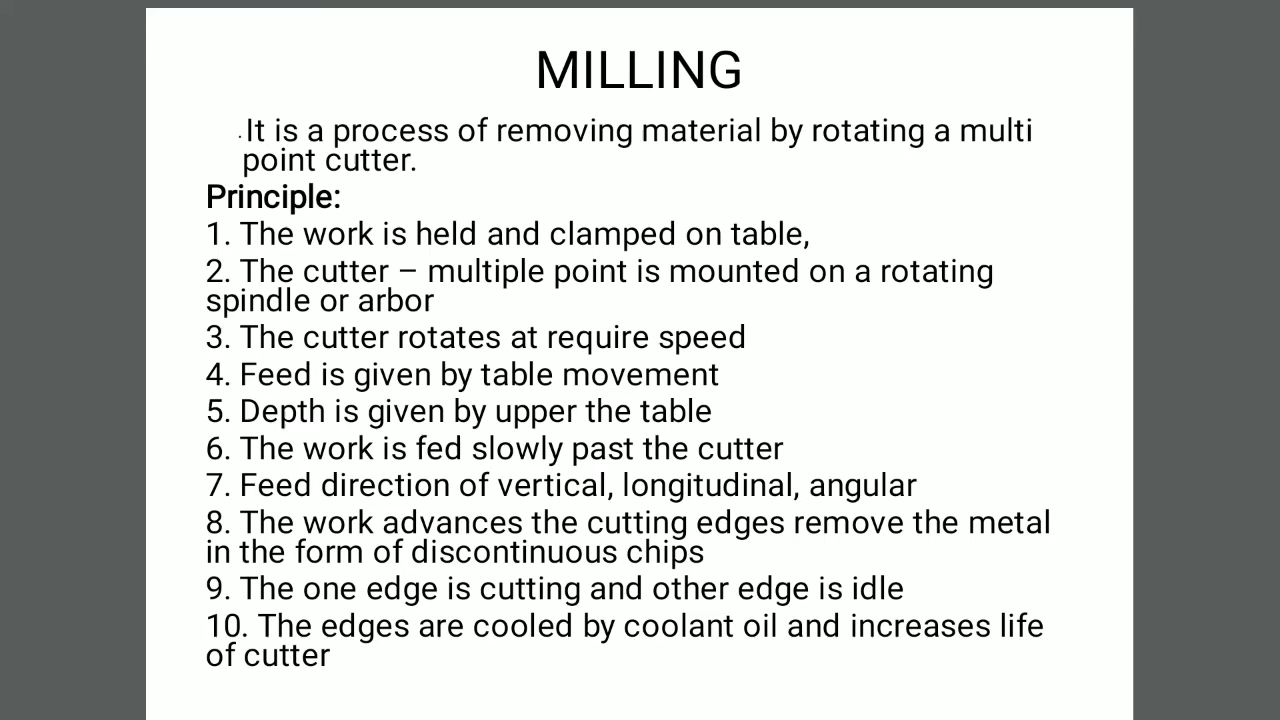 MILLING
.It is a process of removing material by rotating a multi
point cutter.
Principle:
1. The work is held and clamped on table,
2. The cutter – multiple point is mounted on a rotating
spindle or arbor
3. The cutter rotates at require speed
4. Feed is given by table movement
5. Depth is given by upper the table
6. The work is fed slowly past the cutter
7. Feed direction of vertical, longitudinal, angular
8. The work advances the cutting edges remove the metal
in the form of discontinuous chips
9. The one edge is cutting and other edge is idle
10. The edges are cooled by coolant oil and increases life
of cutter